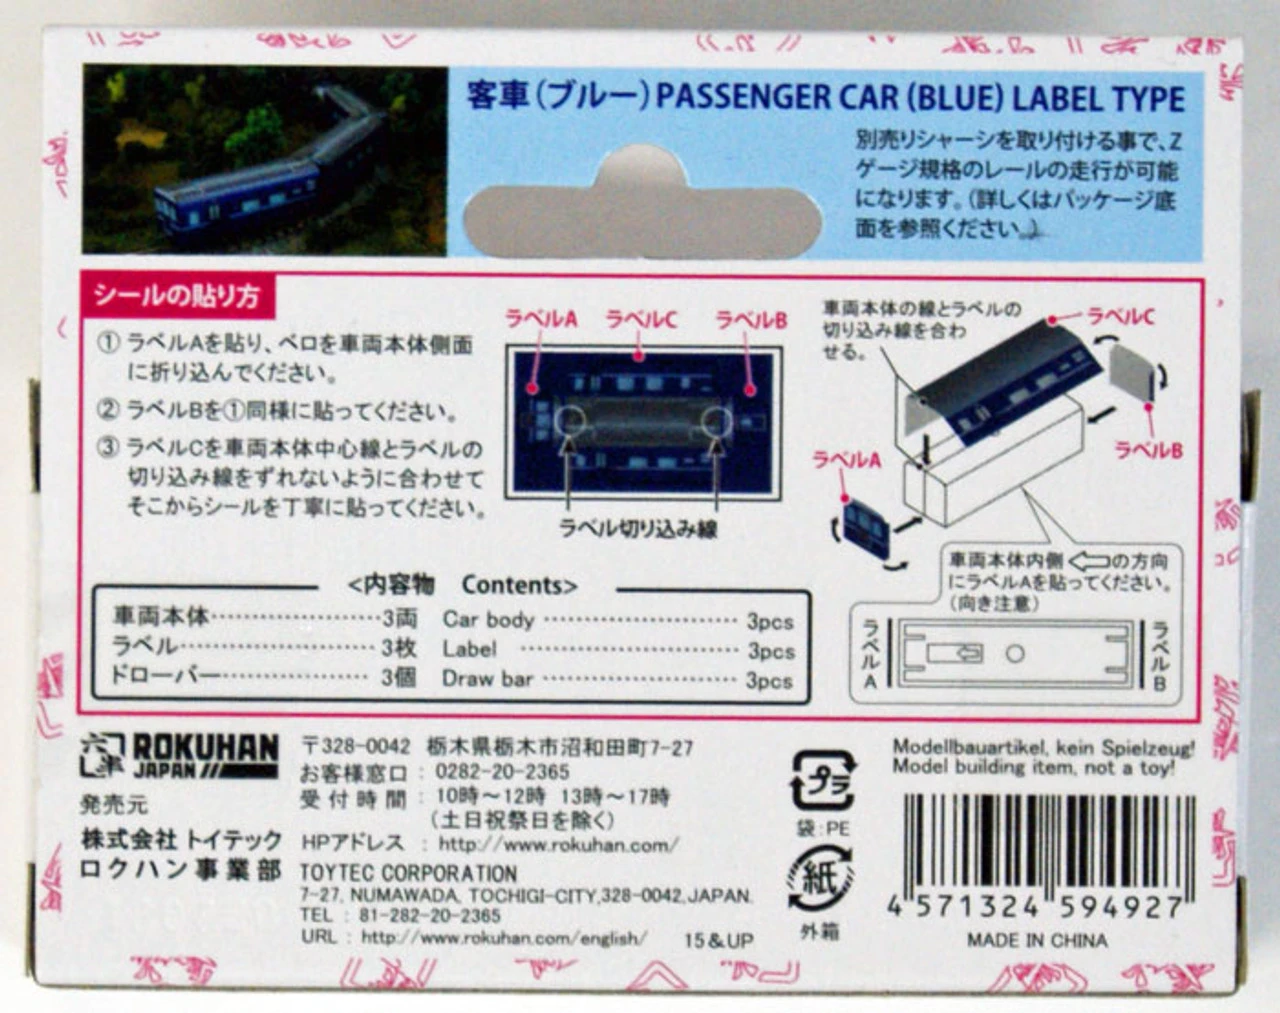 客車(ブルー)PASSENGER CAR (BLUE) LABEL TYPE
別売りシャーシを取り付ける事で、Z
ゲージ規格のレールの走行が可能
になります。(詳しくはパッケージ底
面を参照ください。)
シールの貼り方
① ラベルAを貼り、ベロを車両本体側面
に折り込んでください。
② ラベルBを①同様に貼ってください。
③ ラベルCを車両本体中心線とラベルの
切り込み線をずれないように合わせて
そこからシールを丁寧に貼ってください。
ラベルA ラベルC ラベルB
ラベル切り込み線
車両本体の線とラベルの
切り込み線を合わ
せる。
ラベルC
ラベルB
ラベルA
車両本体内側⇦の方向
にラベルAを貼ってください。
(向き注意)
ラベルA
ラベルB
<内容物 Contents>
車両本体……………………3両 Car body ……………………3pcs
ラベル……………………3枚 Label ……………………3pcs
ドローバー……………………3個 Draw bar ……………………3pcs
六半 ROKUHAN
JAPAN
発売元
株式会社 トイテック
ロクハン事業部
〒328-0042 栃木県栃木市沼和田町7-27
お客様窓口:0282-20-2365
受付時間:10時～12時 13時～17時
(土日祝祭日を除く)
HPアドレス:http://www.rokuhan.com/
TOYTEC CORPORATION
7-27, NUMAWADA, TOCHIGI-CITY,328-0042,JAPAN.
TEL : 81-282-20-2365
URL : http://www.rokuhan.com/english/ 15&UP
プラ
袋:PE
紙
外箱
Modellbauartikel, kein Spielzeug!
Model building item, not a toy!
4 571324 594927
MADE IN CHINA